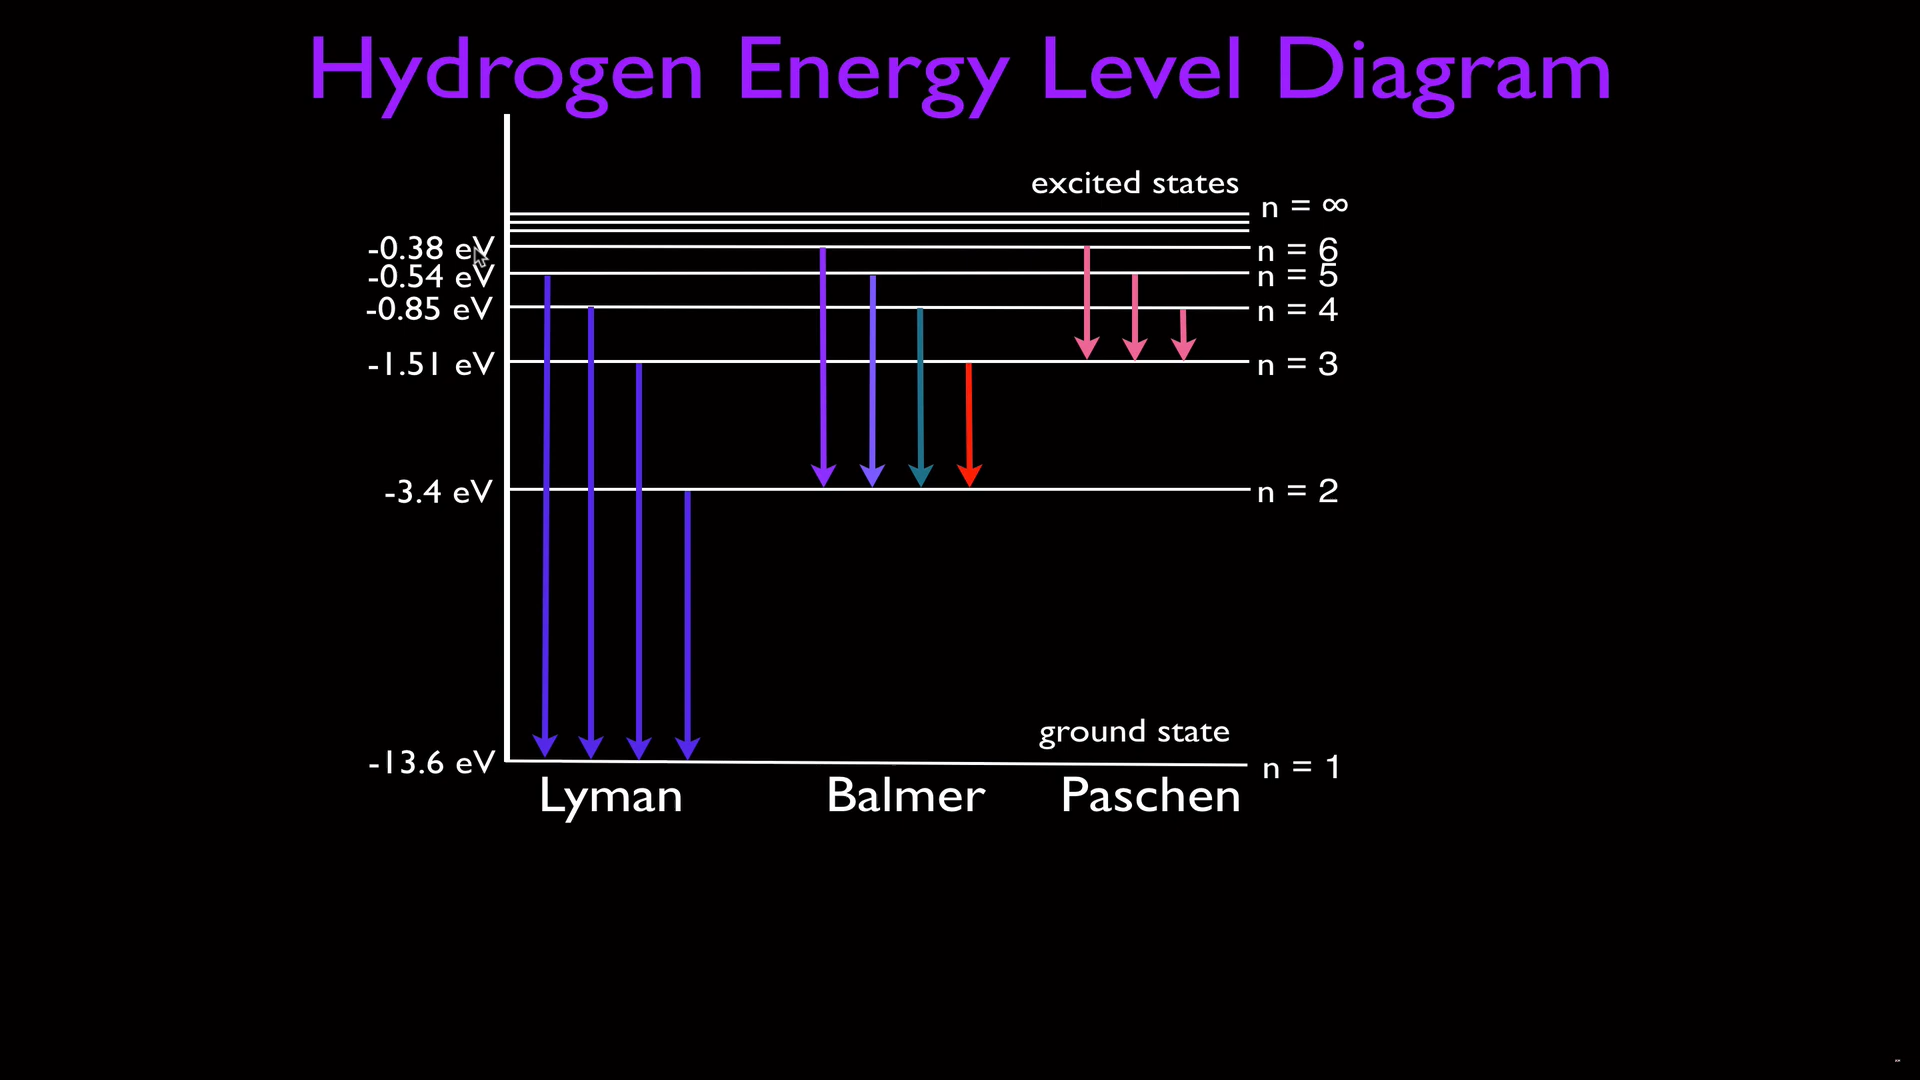 Hydrogen Energy Level Diagram
excited states
n = ∞
-0.38 eV
n = 6
-0.54 eV
n = 5
-0.85 eV
n = 4
-1.51 eV
n = 3
-3.4 eV
n = 2
ground state
-13.6 eV
n = 1
Lyman Balmer Paschen